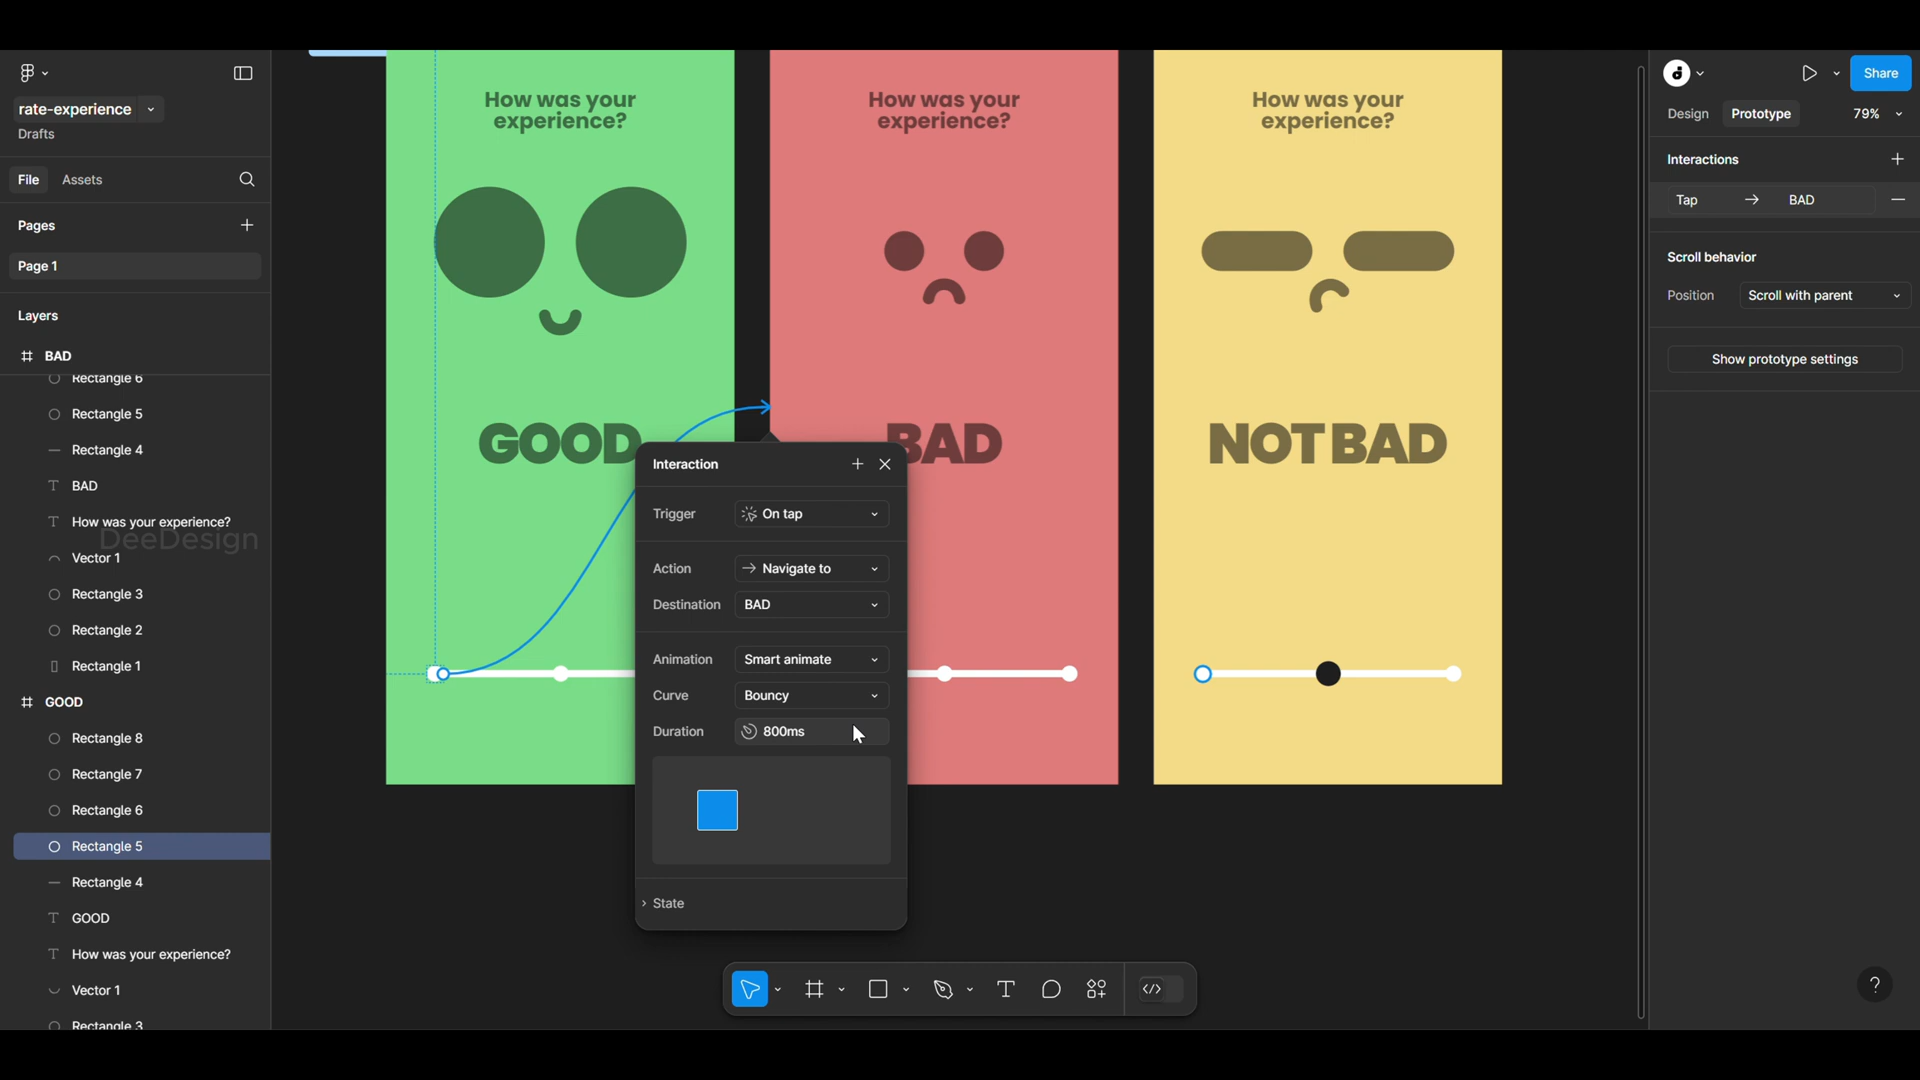 rate-experience
Drafts
File
Assets
Pages
Page 1
Layers
BAD
Rectangle 6
Rectangle 5
Rectangle 4
BAD
How was your experience?
DeeDesign
Vector 1
Rectangle 3
Rectangle 2
Rectangle 1
GOOD
Rectangle 8
Rectangle 7
Rectangle 6
Rectangle 5
Rectangle 4
GOOD
How was your experience?
Vector 1
Rectangle 3
How was your
experience?
GOOD
How was your
experience?
BAD
How was your
experience?
NOT BAD
Interaction
Trigger
On tap
Action
Navigate to
Destination
BAD
Animation
Smart animate
Curve
Bouncy
Duration
800ms
State
Share
Design
Prototype
79%
Interactions
Tap
BAD
Scroll behavior
Position
Scroll with parent
Show prototype settings
?